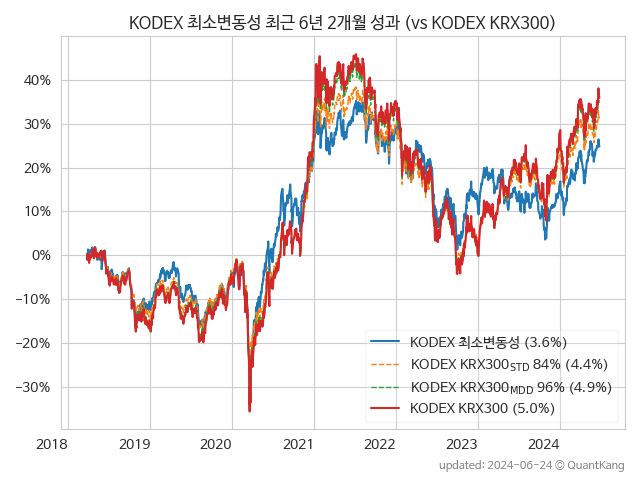 KODEX 최소변동성 최근 6년 2개월 성과 (vs KODEX KRX300)
40%
30%
20%
10%
0%
−10%
−20%
−30%
KODEX 최소변동성 (3.6%)
KODEX KRX300STD 84% (4.4%)
KODEX KRX300MDD 96% (4.9%)
KODEX KRX300 (5.0%)
2018 2019 2020 2021 2022 2023 2024
updated: 2024-06-24 © QuantKang